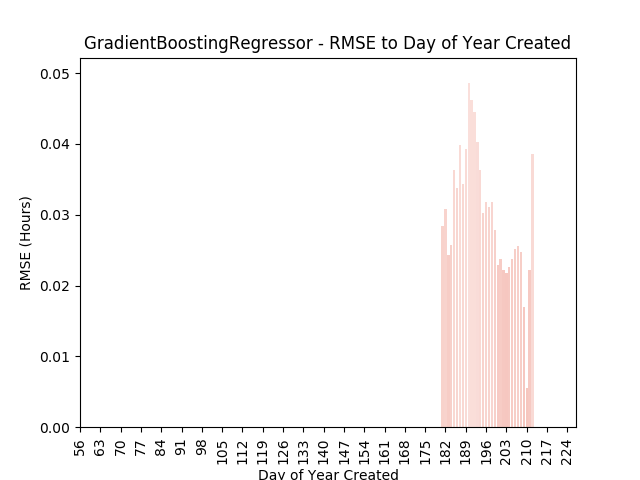 GradientBoostingRegressor - RMSE to Day of Year Created
0.05
0.04
0.03
0.02
0.01
0.00
RMSE (Hours)
56 63 70 77 84 91 98 105 112 119 126 133 140 147 154 161 168 175 182 189 196 203 210 217 224
Day of Year Created